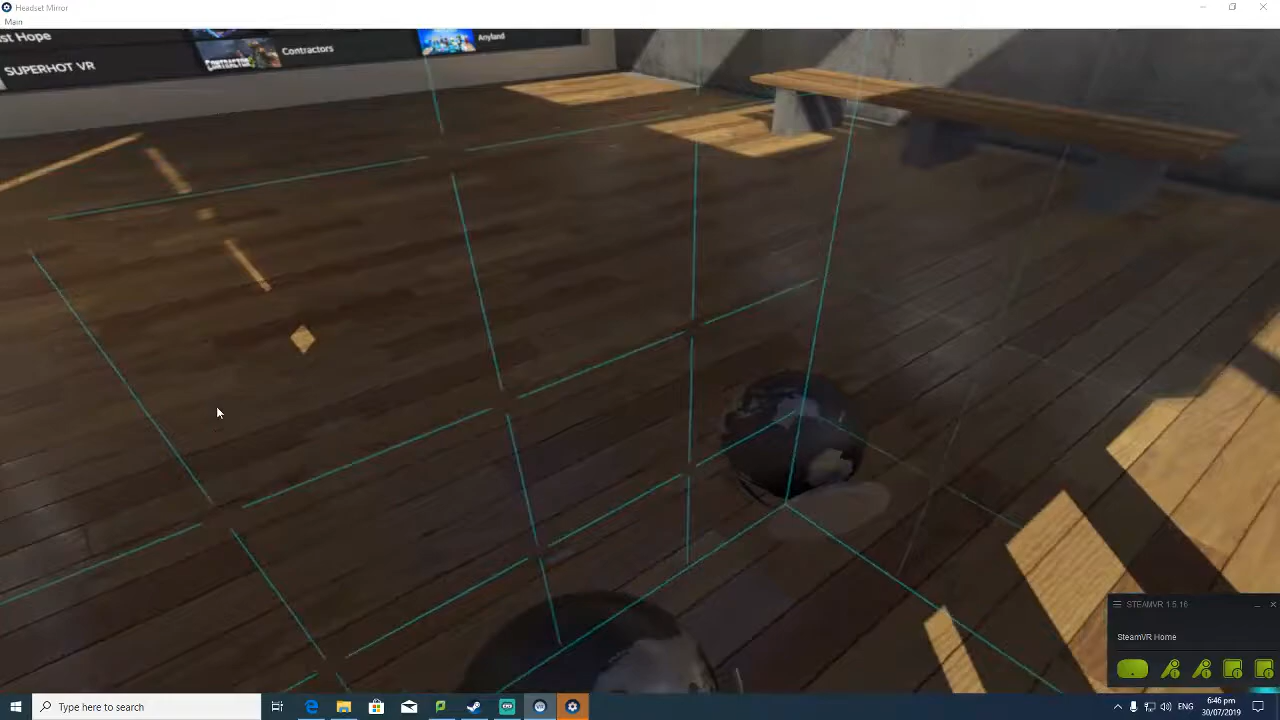 Headset Mirror
Main
st Hope
Contractors
Anyland
SUPERHOT VR
STEAMVR 1.5.16
SteamVR Home
Type here to search
ENG
6:46 pm
30/07/2019